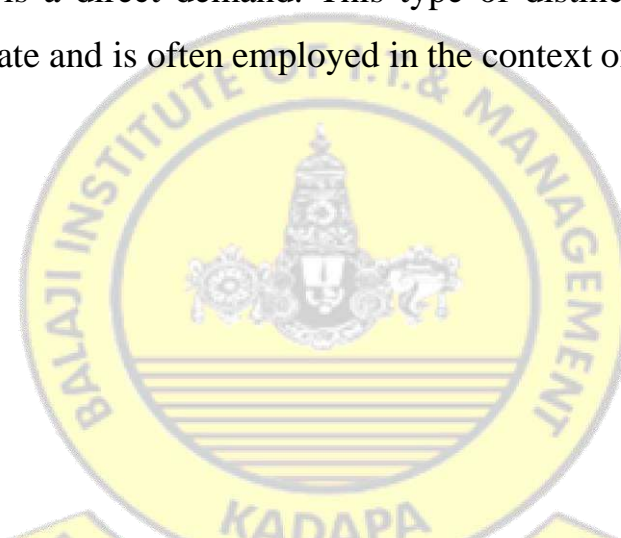 is a direct demand. This type of distinc
ate and is often employed in the context o
BALAJI INSTITUTE OF I.T.& MANAGEMENT
KADAPA